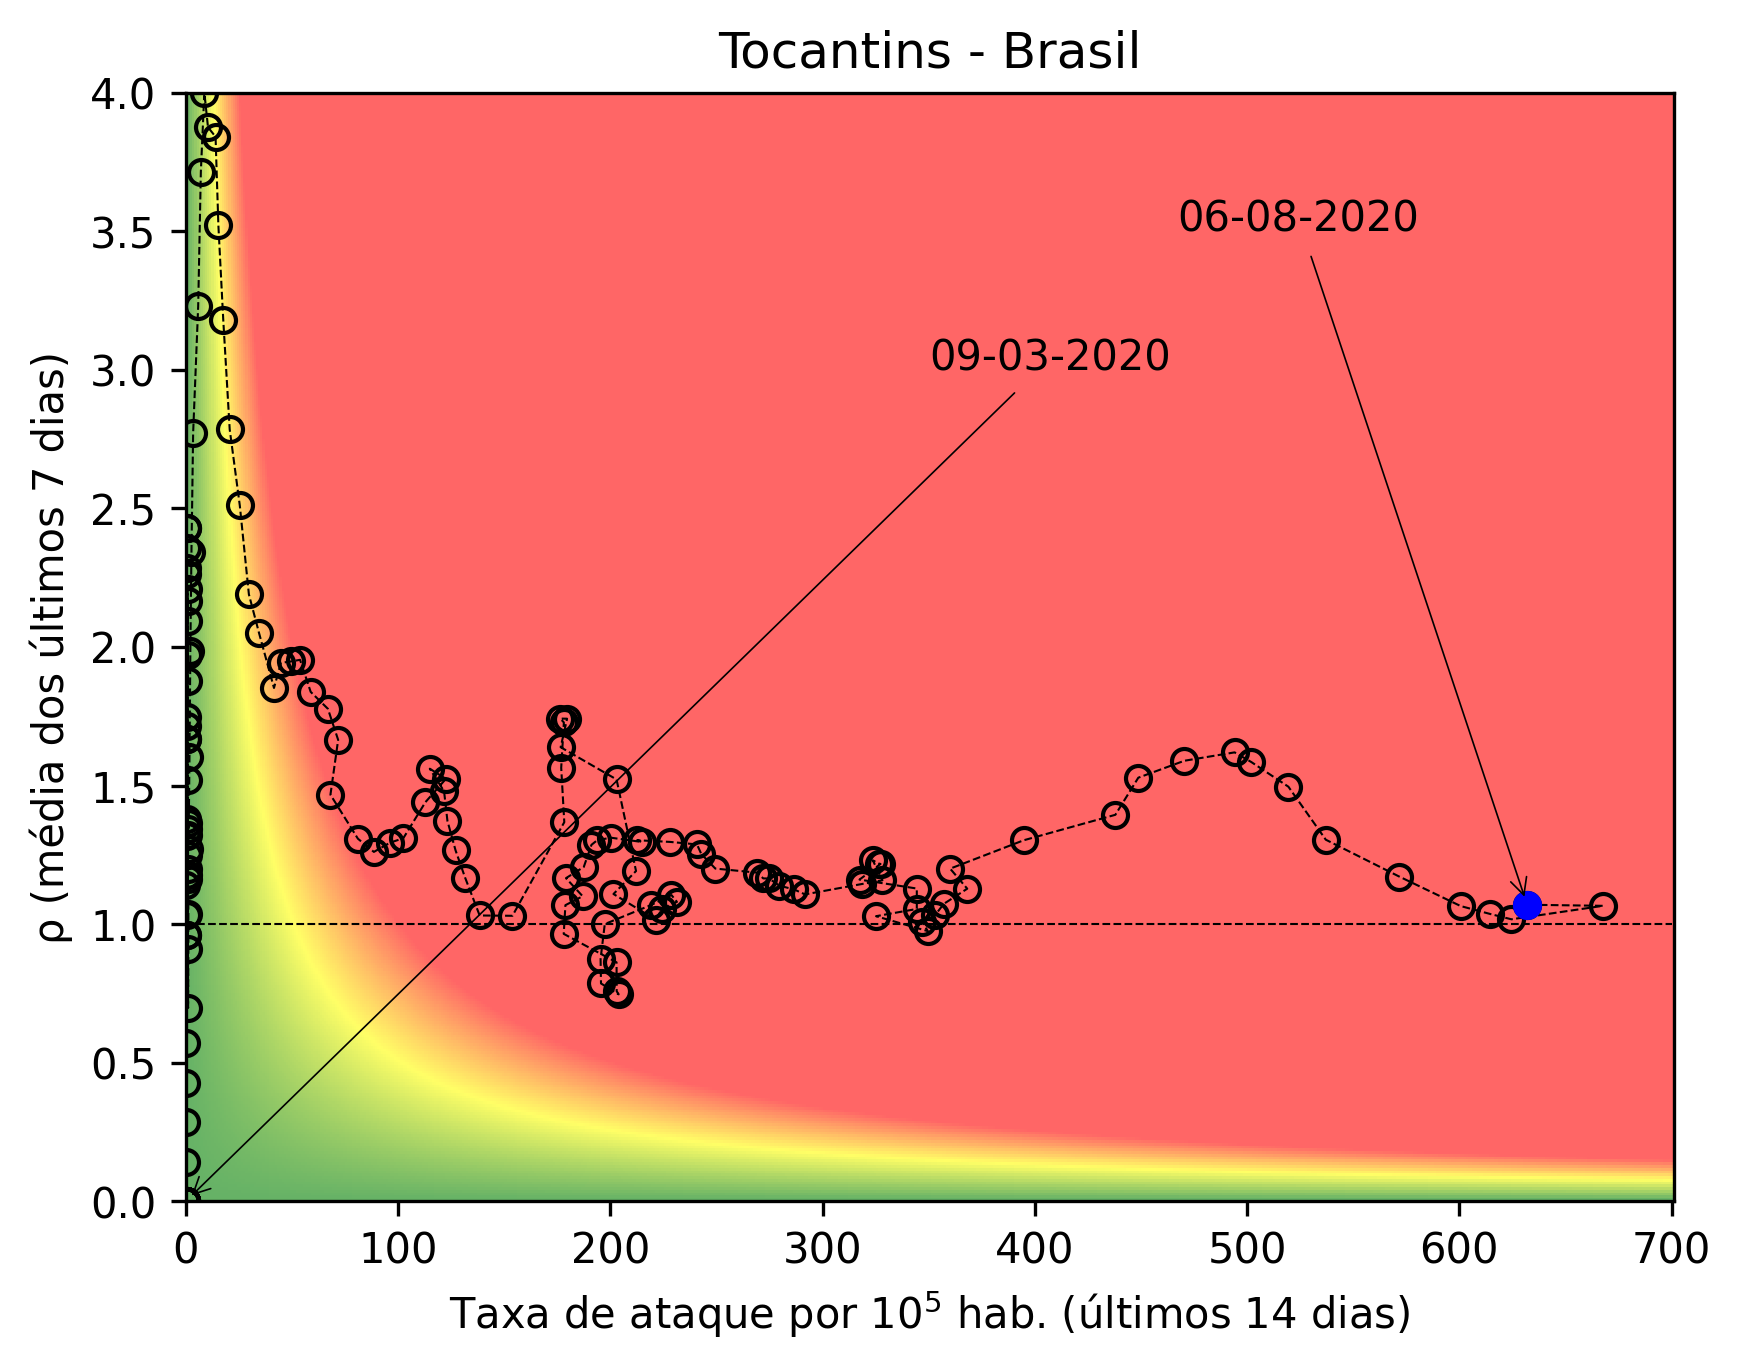 Tocantins - Brasil
4.0
3.5
3.0
2.5
2.0
1.5
1.0
0.5
0.0
ρ (média dos últimos 7 dias)
06-08-2020
09-03-2020
0 100 200 300 400 500 600 700
Taxa de ataque por 10⁵ hab. (últimos 14 dias)